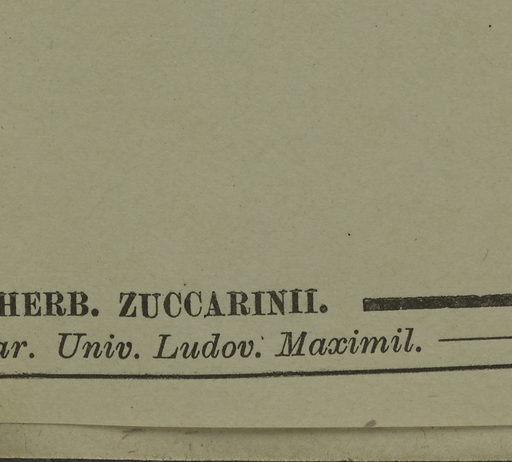 HERB. ZUCCARINII.
ar. Univ. Ludov. Maximil.